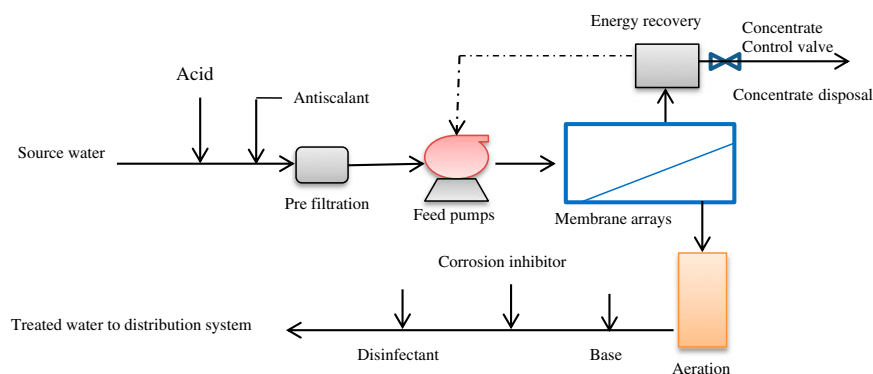 Energy recovery
Concentrate
Control valve
Acid
Antiscalant
Concentrate disposal
Source water
Pre filtration
Feed pumps
Membrane arrays
Corrosion inhibitor
Treated water to distribution system
Disinfectant
Base
Aeration